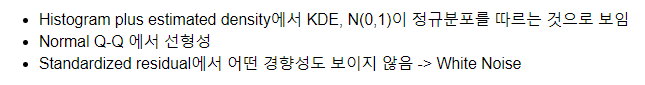 • Histogram plus estimated density에서 KDE, N(0,1)이 정규분포를 따르는 것으로 보임
• Normal Q-Q 에서 선형성
• Standardized residual에서 어떤 경향성도 보이지 않음 -> White Noise